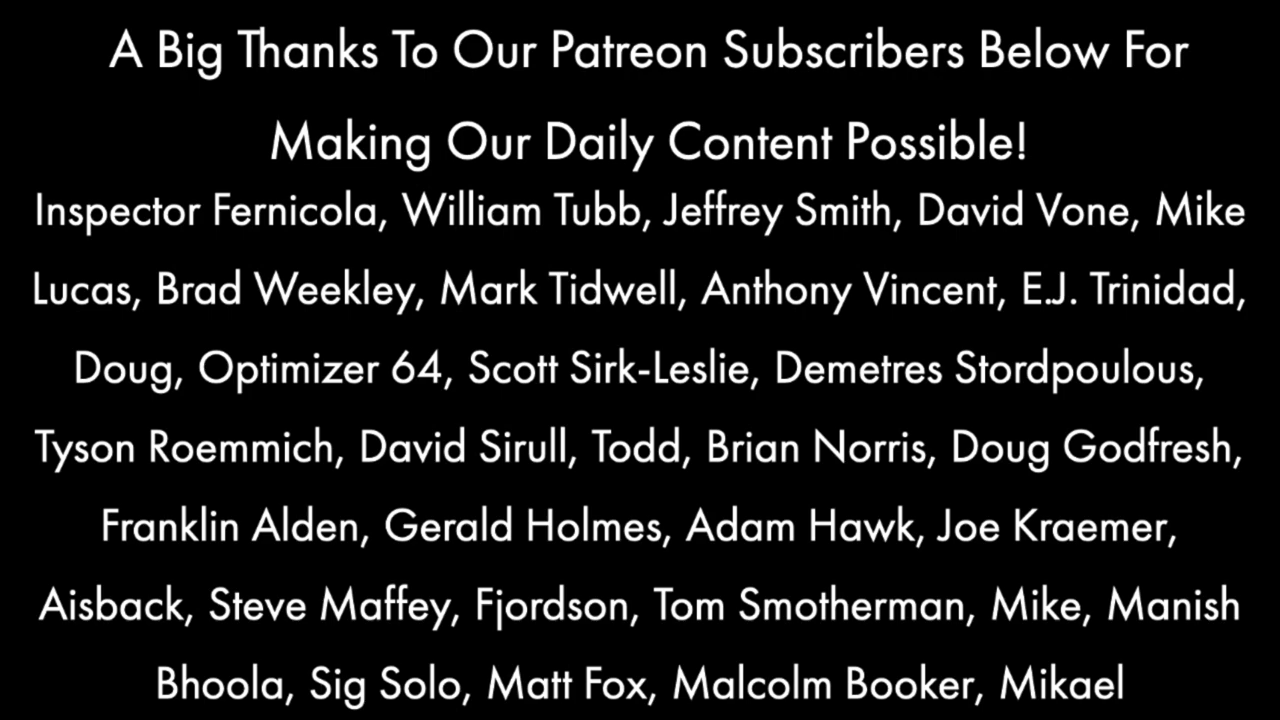 A Big Thanks To Our Patreon Subscribers Below For
Making Our Daily Content Possible!
Inspector Fernicola, William Tubb, Jeffrey Smith, David Vone, Mike
Lucas, Brad Weekley, Mark Tidwell, Anthony Vincent, E.J. Trinidad,
Doug, Optimizer 64, Scott Sirk-Leslie, Demetres Stordpoulous,
Tyson Roemmich, David Sirull, Todd, Brian Norris, Doug Godfresh,
Franklin Alden, Gerald Holmes, Adam Hawk, Joe Kraemer,
Aisback, Steve Maffey, Fjordson, Tom Smotherman, Mike, Manish
Bhoola, Sig Solo, Matt Fox, Malcolm Booker, Mikael